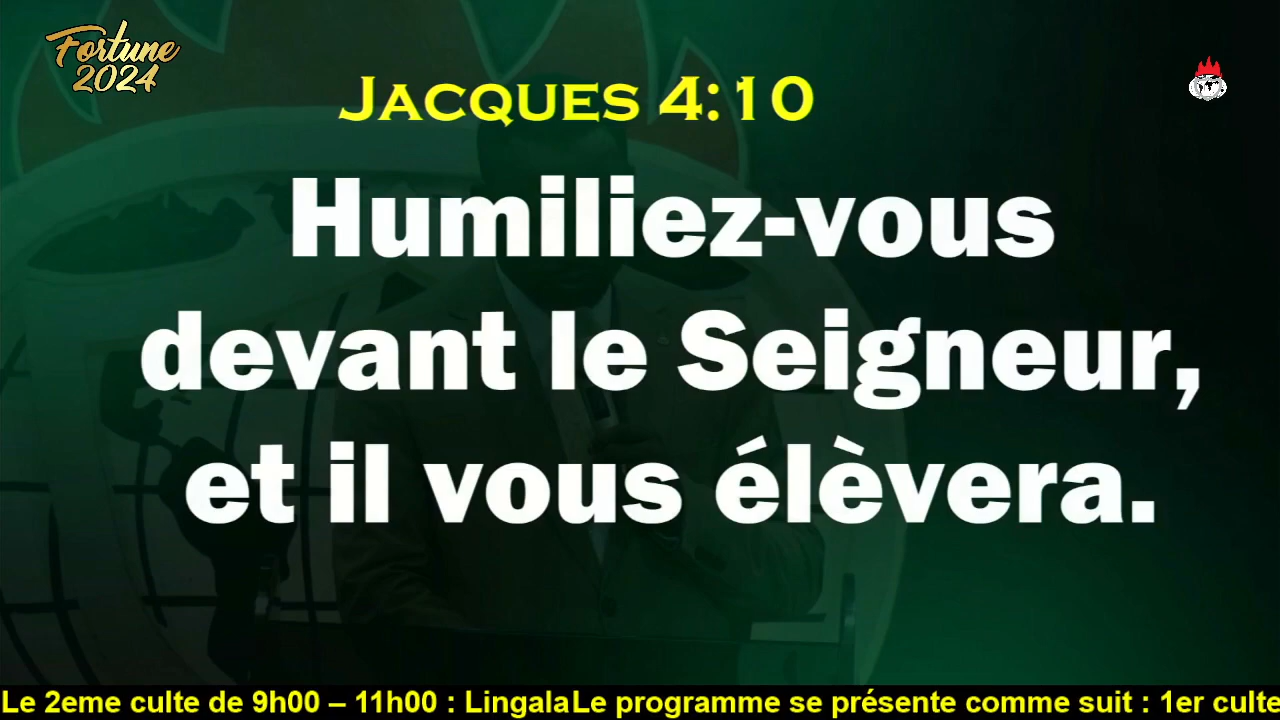 Fortune
2024
Jacques 4:10
Humiliez-vous
devant le Seigneur,
et il vous élèvera.
Le 2eme culte de 9h00 – 11h00 : LingalaLe programme se présente comme suit : 1er culte